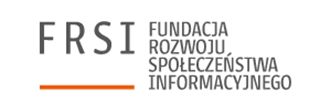 FRSI
FUNDACJA
ROZWOJU
SPOŁECZEŃSTWA
INFORMACYJNEGO